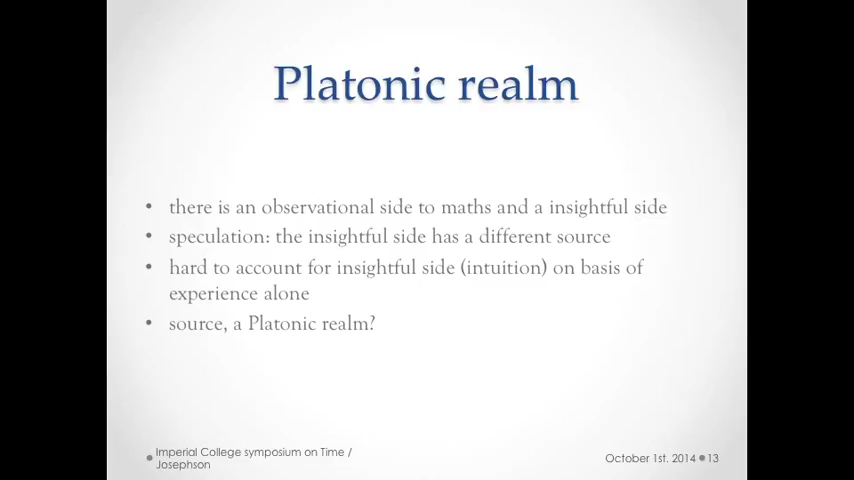 Platonic realm
• there is an observational side to maths and a insightful side
• speculation: the insightful side has a different source
• hard to account for insightful side (intuition) on basis of
experience alone
• source, a Platonic realm?
Imperial College symposium on Time /
Josephson
October 1st. 2014 13